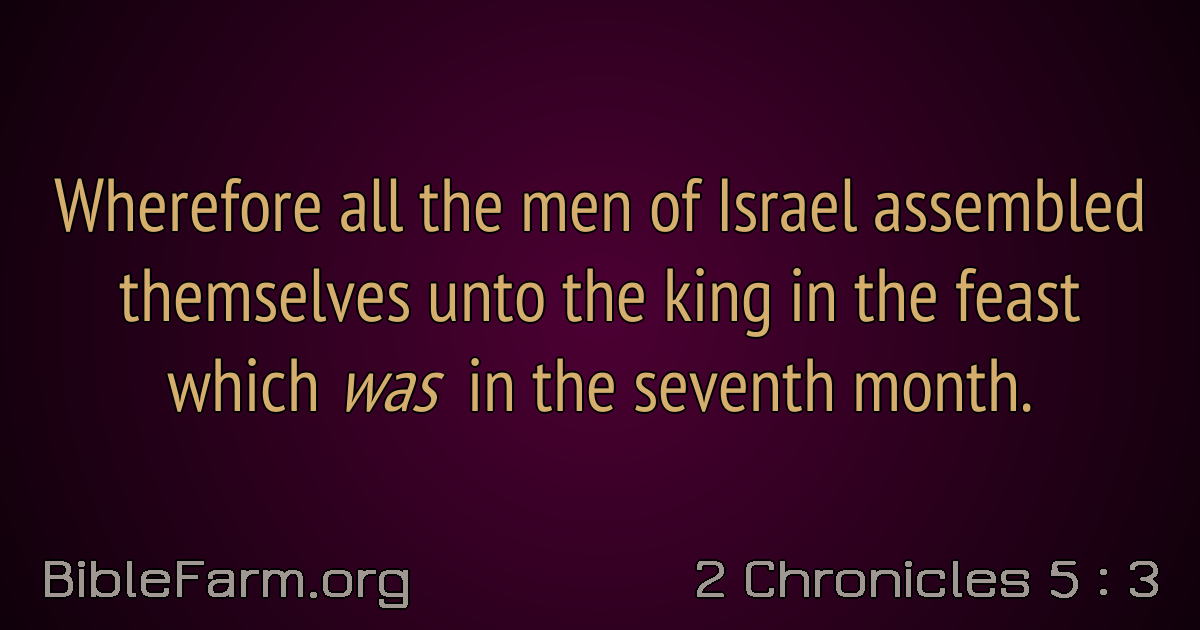 Wherefore all the men of Israel assembled
themselves unto the king in the feast
which was in the seventh month.
BibleFarm.org
2 Chronicles 5 : 3